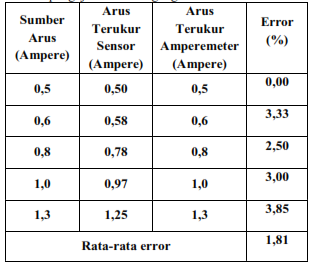 Sumber Arus (Ampere) | Arus Terukur Sensor (Ampere) | Arus Terukur Amperemeter (Ampere) | Error (%)
0,5 | 0,50 | 0,5 | 0,00
0,6 | 0,58 | 0,6 | 3,33
0,8 | 0,78 | 0,8 | 2,50
1,0 | 0,97 | 1,0 | 3,00
1,3 | 1,25 | 1,3 | 3,85
Rata-rata error | 1,81